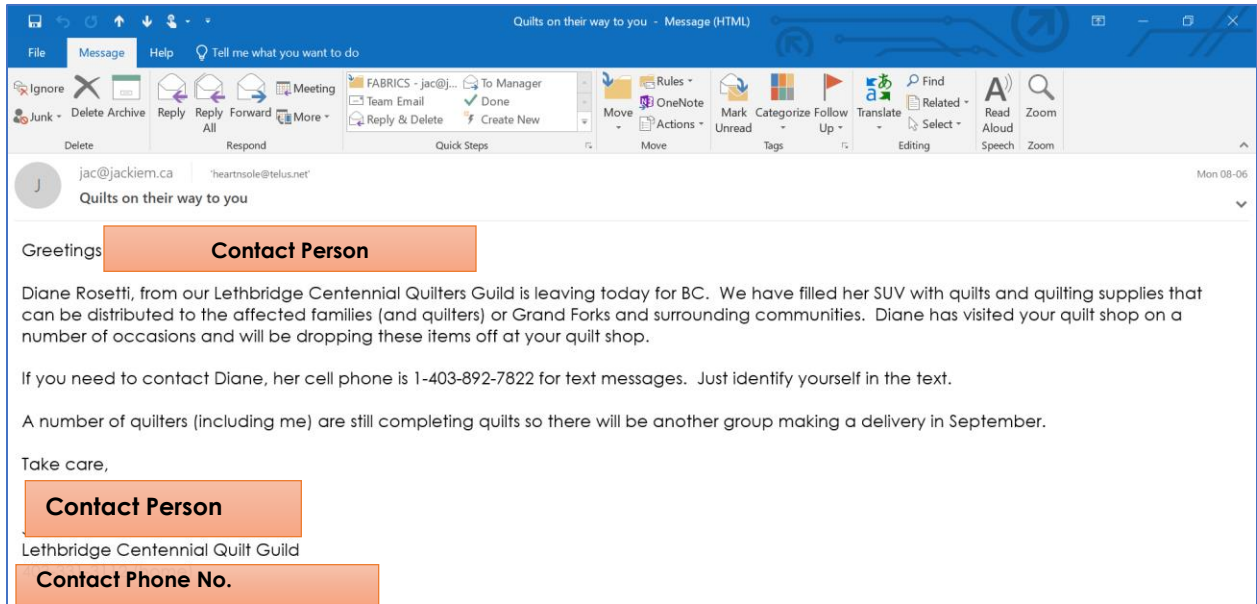 Quilts on their way to you - Message (HTML)
File Message Help Tell me what you want to do
Ignore
Junk
Delete Archive
Reply Reply All Forward
Meeting
More
FABRICS - jac@j... To Manager
Team Email Done
Reply & Delete Create New
Move
Rules
OneNote
Actions
Mark Unread Categorize Follow Up
Translate
Find
Related
Select
Read Aloud
Zoom
Delete Respond Quick Steps Move Tags Editing Speech Zoom
J
jac@jackiem.ca 'heartnsole@telus.net' Mon 08-06
Quilts on their way to you
Greetings Contact Person
Diane Rosetti, from our Lethbridge Centennial Quilters Guild is leaving today for BC. We have filled her SUV with quilts and quilting supplies that
can be distributed to the affected families (and quilters) or Grand Forks and surrounding communities. Diane has visited your quilt shop on a
number of occasions and will be dropping these items off at your quilt shop.
If you need to contact Diane, her cell phone is 1-403-892-7822 for text messages. Just identify yourself in the text.
A number of quilters (including me) are still completing quilts so there will be another group making a delivery in September.
Take care,
Contact Person
Lethbridge Centennial Quilt Guild
Contact Phone No.